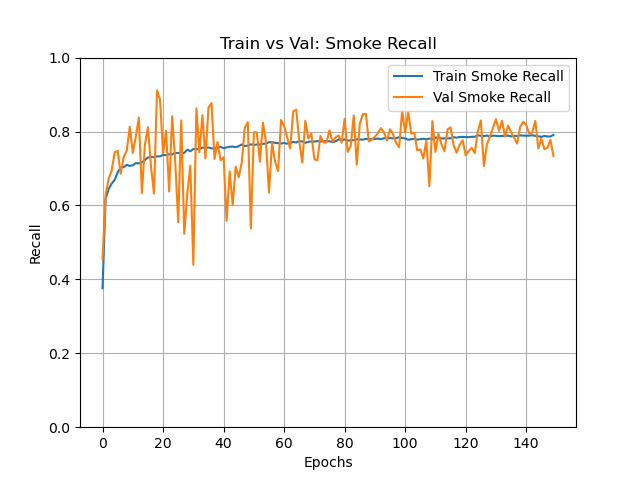 Train vs Val: Smoke Recall
Train Smoke Recall
Val Smoke Recall
1.0
0.8
0.6
0.4
0.2
0.0
Recall
0 20 40 60 80 100 120 140
Epochs